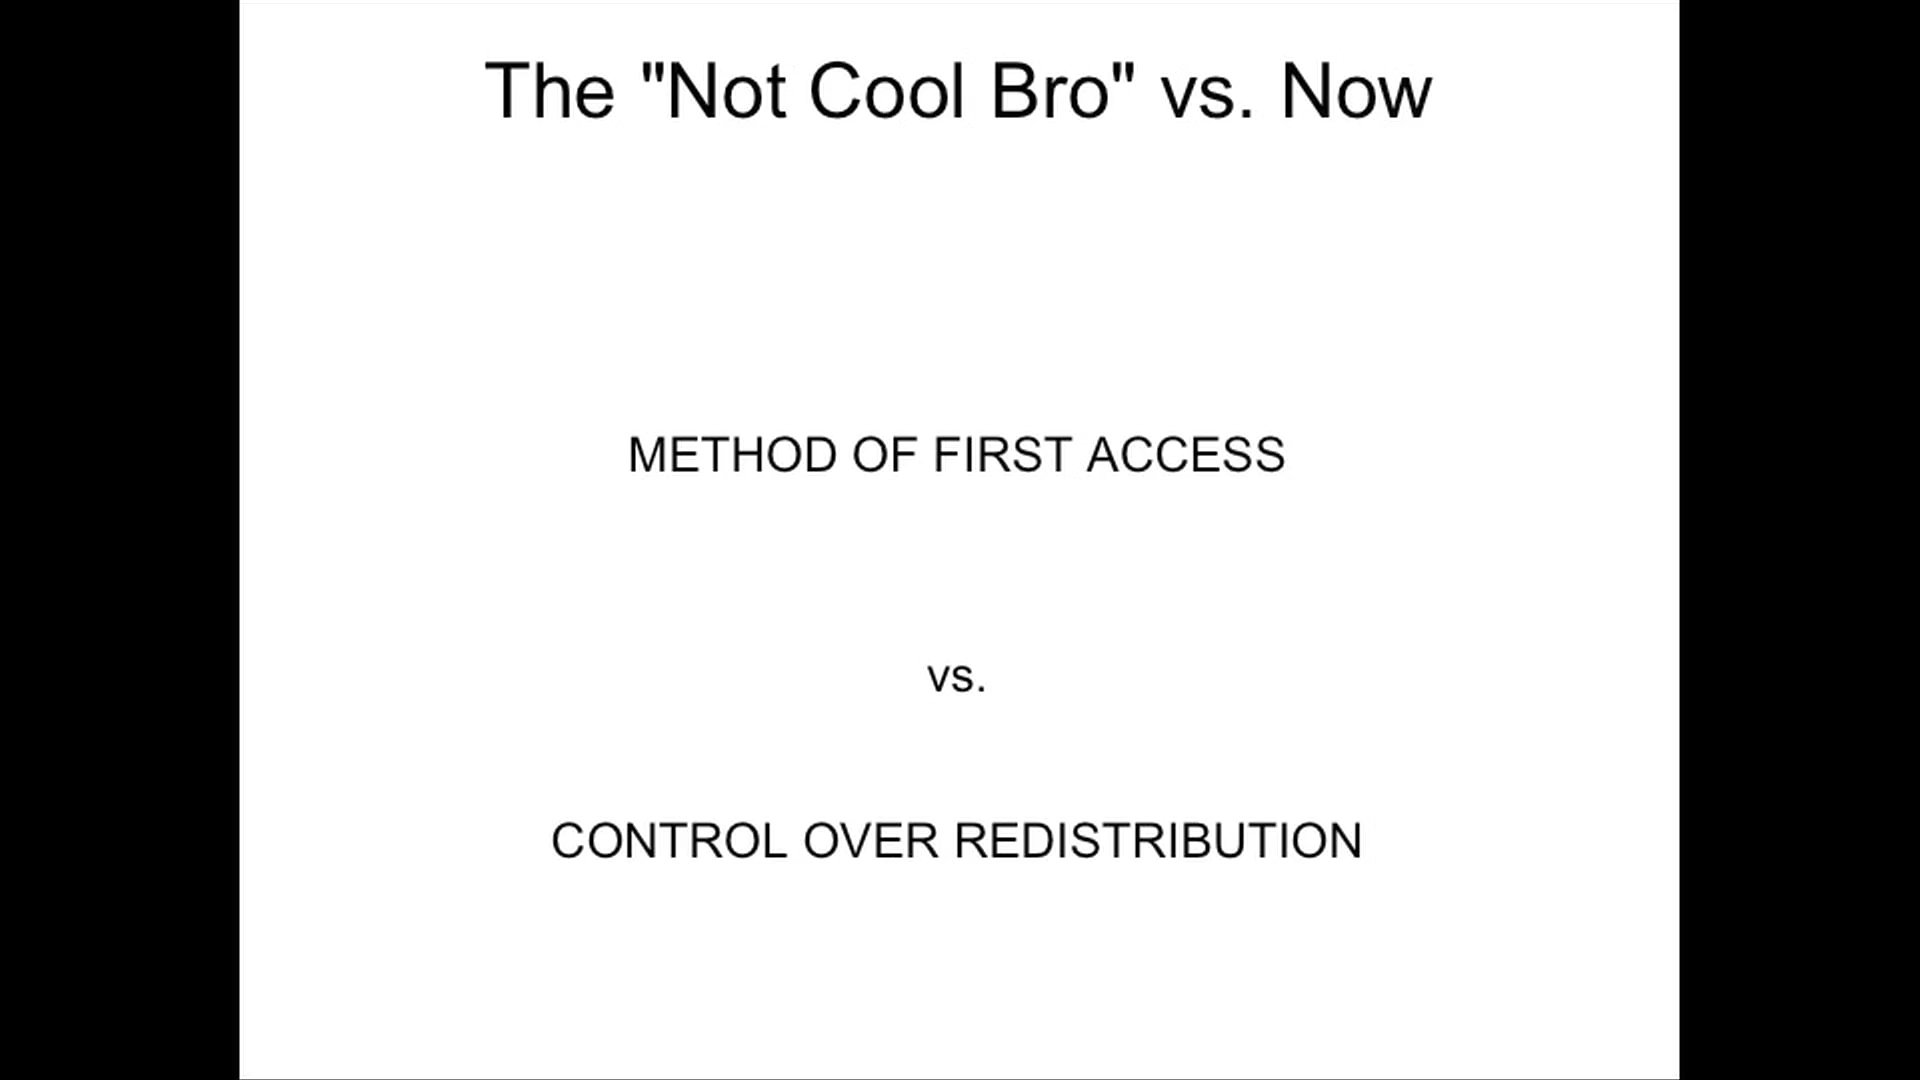 The "Not Cool Bro" vs. Now
METHOD OF FIRST ACCESS
vs.
CONTROL OVER REDISTRIBUTION